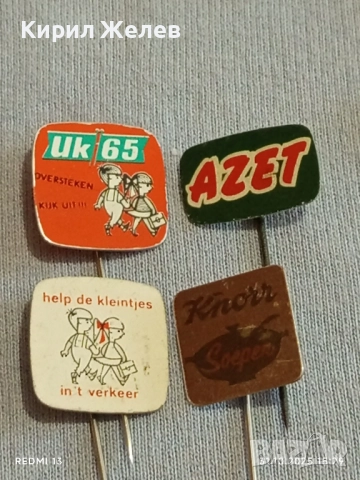 Кирил Желев
uk 65
OVERSTEKEN
KIJK UIT!!!
AZET
help de kleintjes
in't verkeer
Knorr
Soepen
REDMI 13